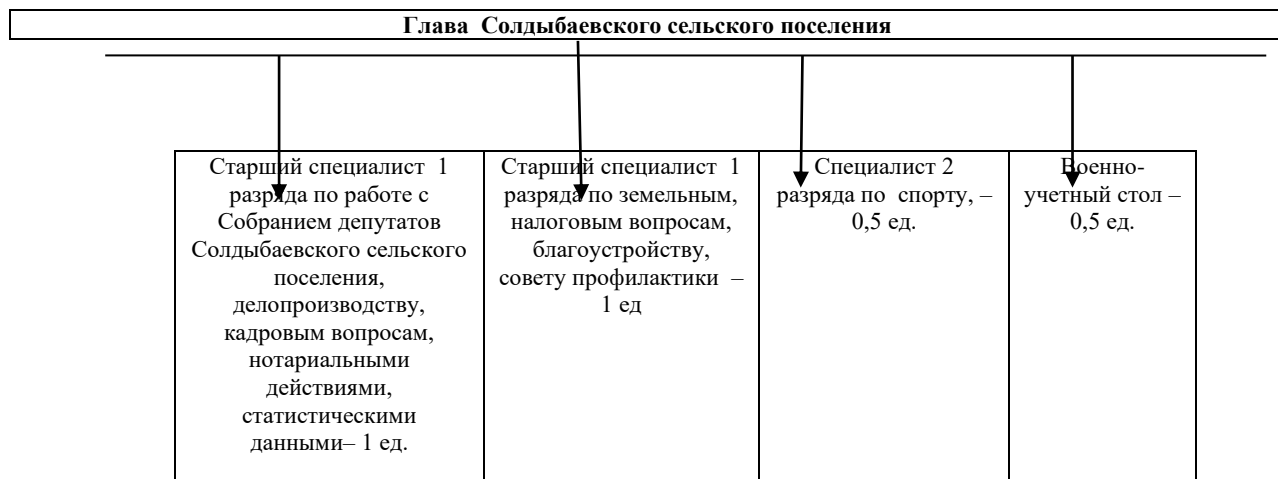 Глава Солдыбаевского сельского поселения
Старший специалист 1
разряда по работе с
Собранием депутатов
Солдыбаевского сельского
поселения,
делопроизводству,
кадровым вопросам,
нотариальными
действиями,
статистическими
данными– 1 ед.
Старший специалист 1
разряда по земельным,
налоговым вопросам,
благоустройству,
совету профилактики –
1 ед
Специалист 2
разряда по спорту, –
0,5 ед.
Военно-
учетный стол –
0,5 ед.